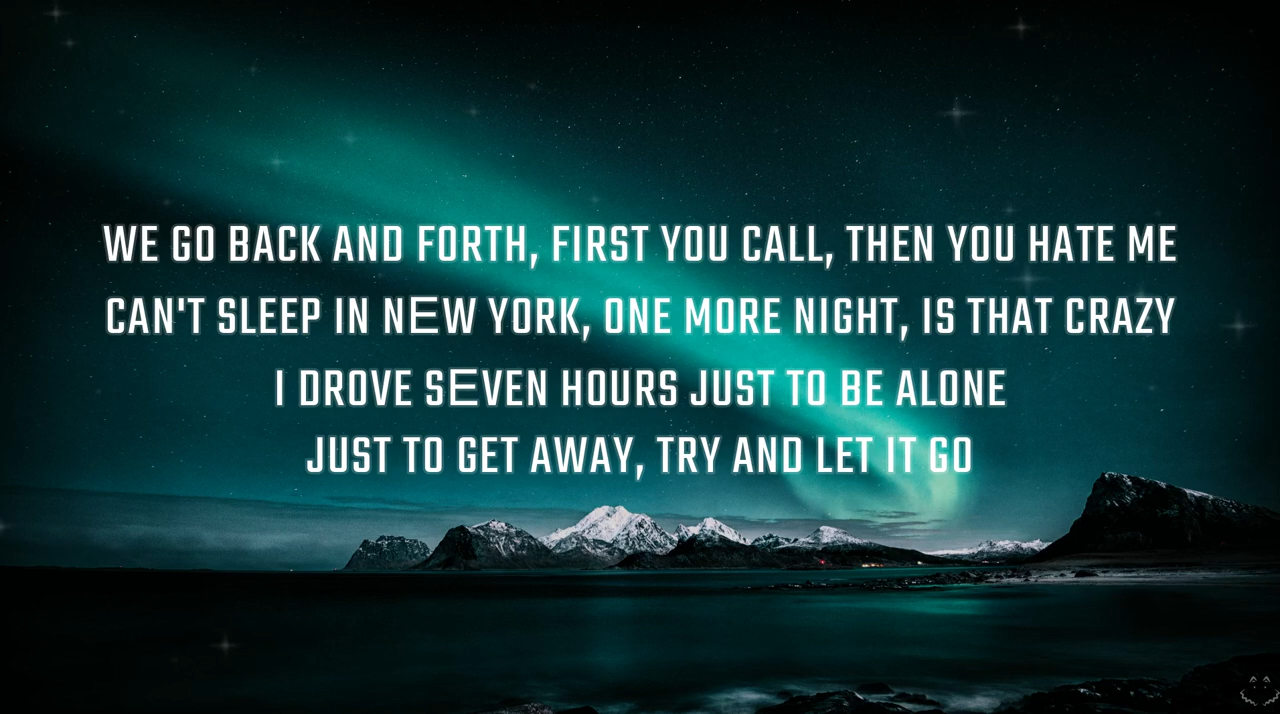 WE GO BACK AND FORTH, FIRST YOU CALL, THEN YOU HATE ME
CAN'T SLEEP IN NEW YORK, ONE MORE NIGHT, IS THAT CRAZY
I DROVE SEVEN HOURS JUST TO BE ALONE
JUST TO GET AWAY, TRY AND LET IT GO